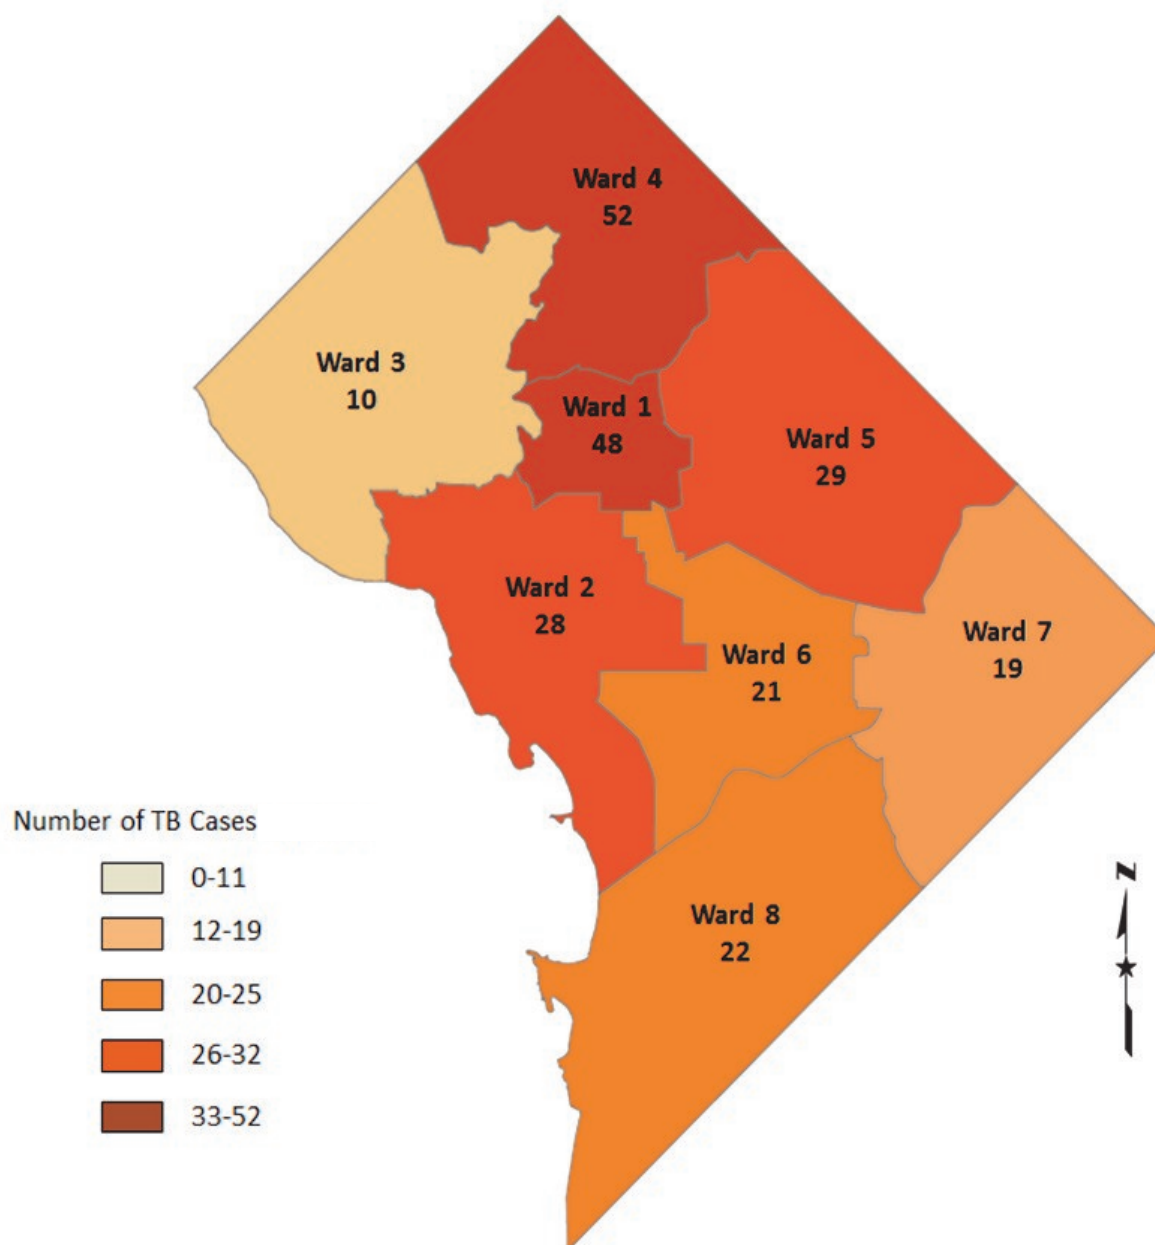 Ward 4
52
Ward 3
10
Ward 1
48
Ward 5
29
Ward 2
28
Ward 7
19
Ward 6
21
Ward 8
22
Number of TB Cases
0-11
12-19
20-25
26-32
33-52
N